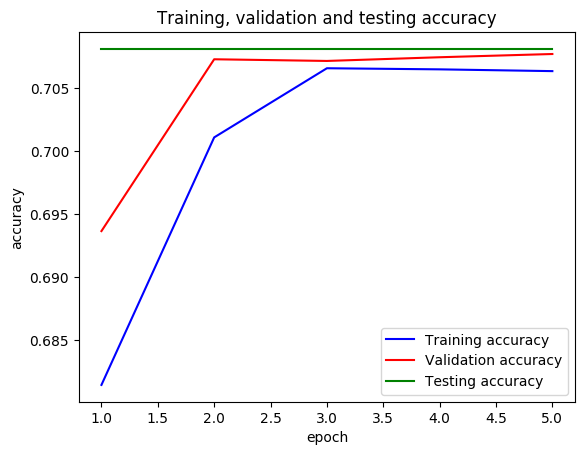 Training, validation and testing accuracy
accuracy
0.705
0.700
0.695
0.690
0.685
Training accuracy
Validation accuracy
Testing accuracy
1.0 1.5 2.0 2.5 3.0 3.5 4.0 4.5 5.0
epoch